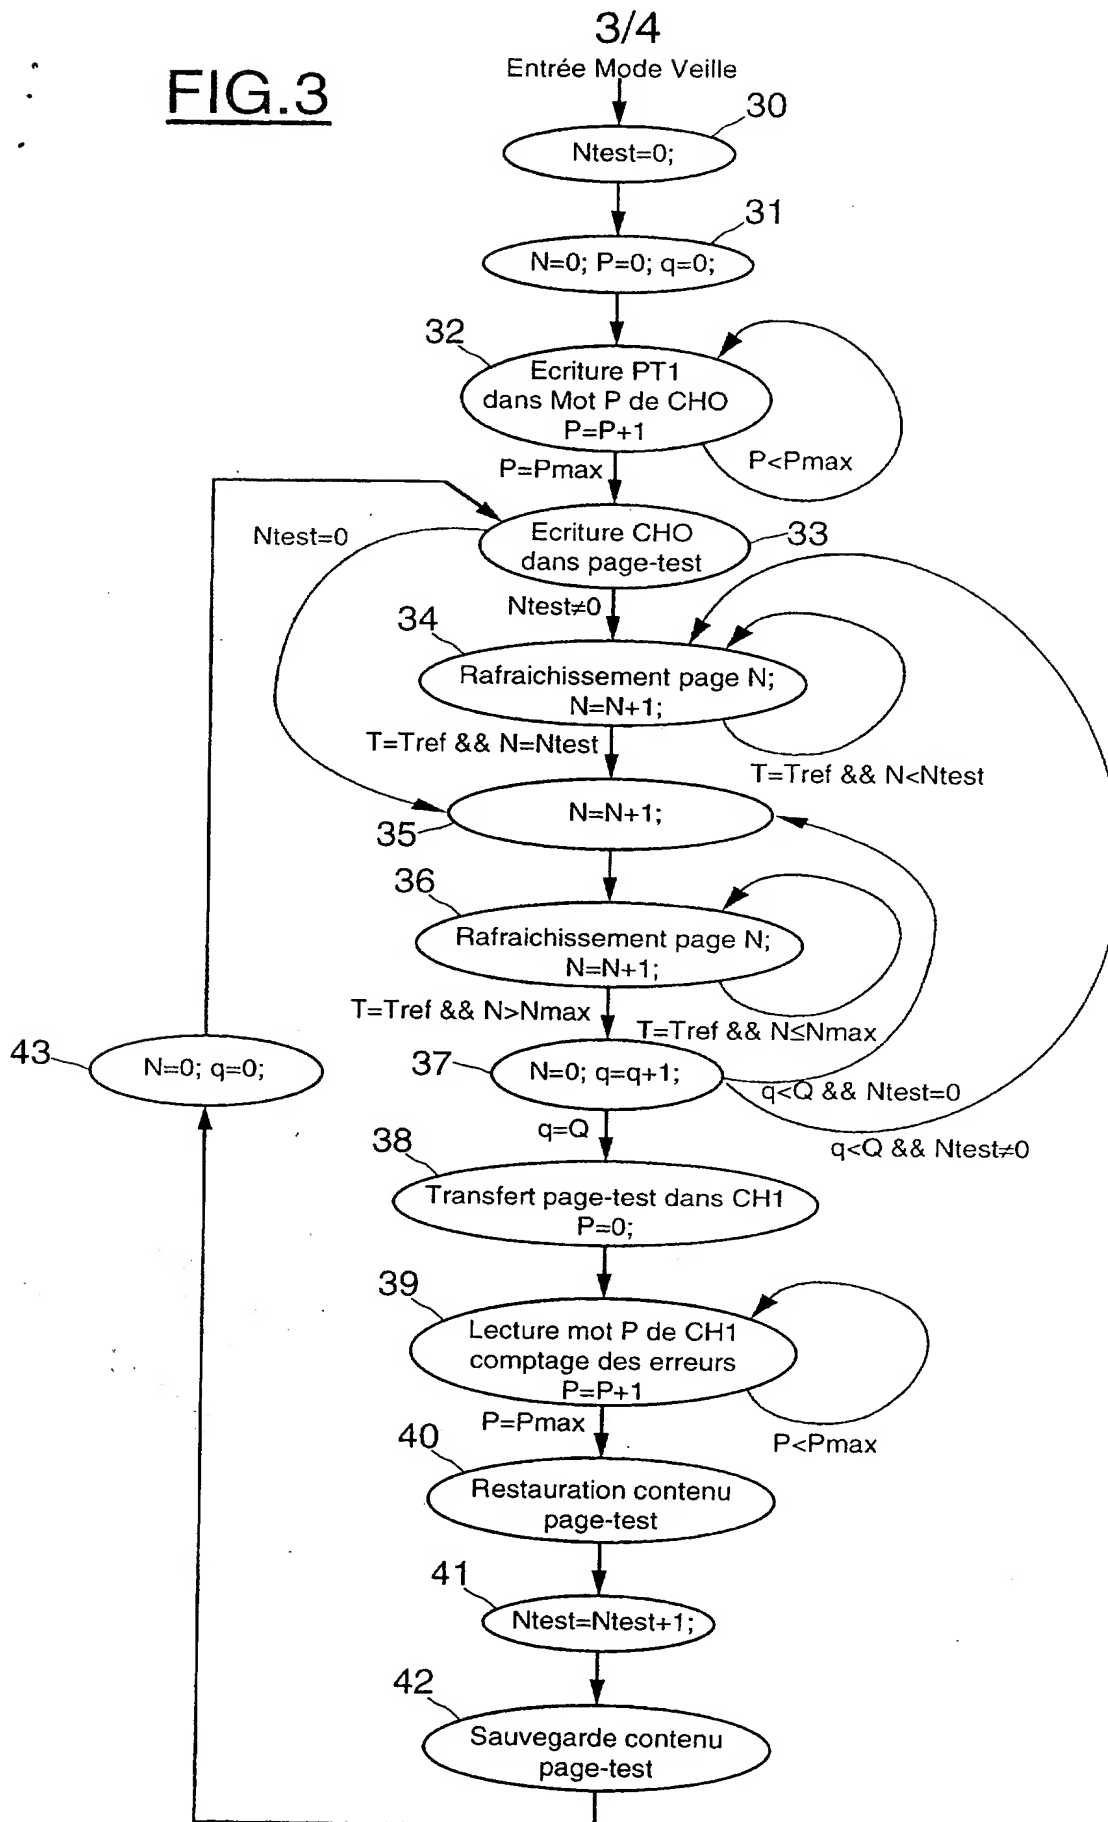 3/4
FIG.3
Entrée Mode Veille
30
Ntest=0;
31
N=0; P=0; q=0;
32
Ecriture PT1
dans Mot P de CHO
P=P+1
P<Pmax
P=Pmax
Ntest=0
Ecriture CHO
dans page-test
33
Ntest≠0
34
Rafraichissement page N;
N=N+1;
T=Tref && N=Ntest
T=Tref && N<Ntest
N=N+1;
35
36
Rafraichissement page N;
N=N+1;
T=Tref && N>Nmax
T=Tref && N≤Nmax
43
N=0; q=0;
37
N=0; q=q+1;
q<Q && Ntest=0
q=Q
q<Q && Ntest≠0
38
Transfert page-test dans CH1
P=0;
39
Lecture mot P de CH1
comptage des erreurs
P=P+1
P=Pmax
P<Pmax
40
Restauration contenu
page-test
41
Ntest=Ntest+1;
42
Sauvegarde contenu
page-test